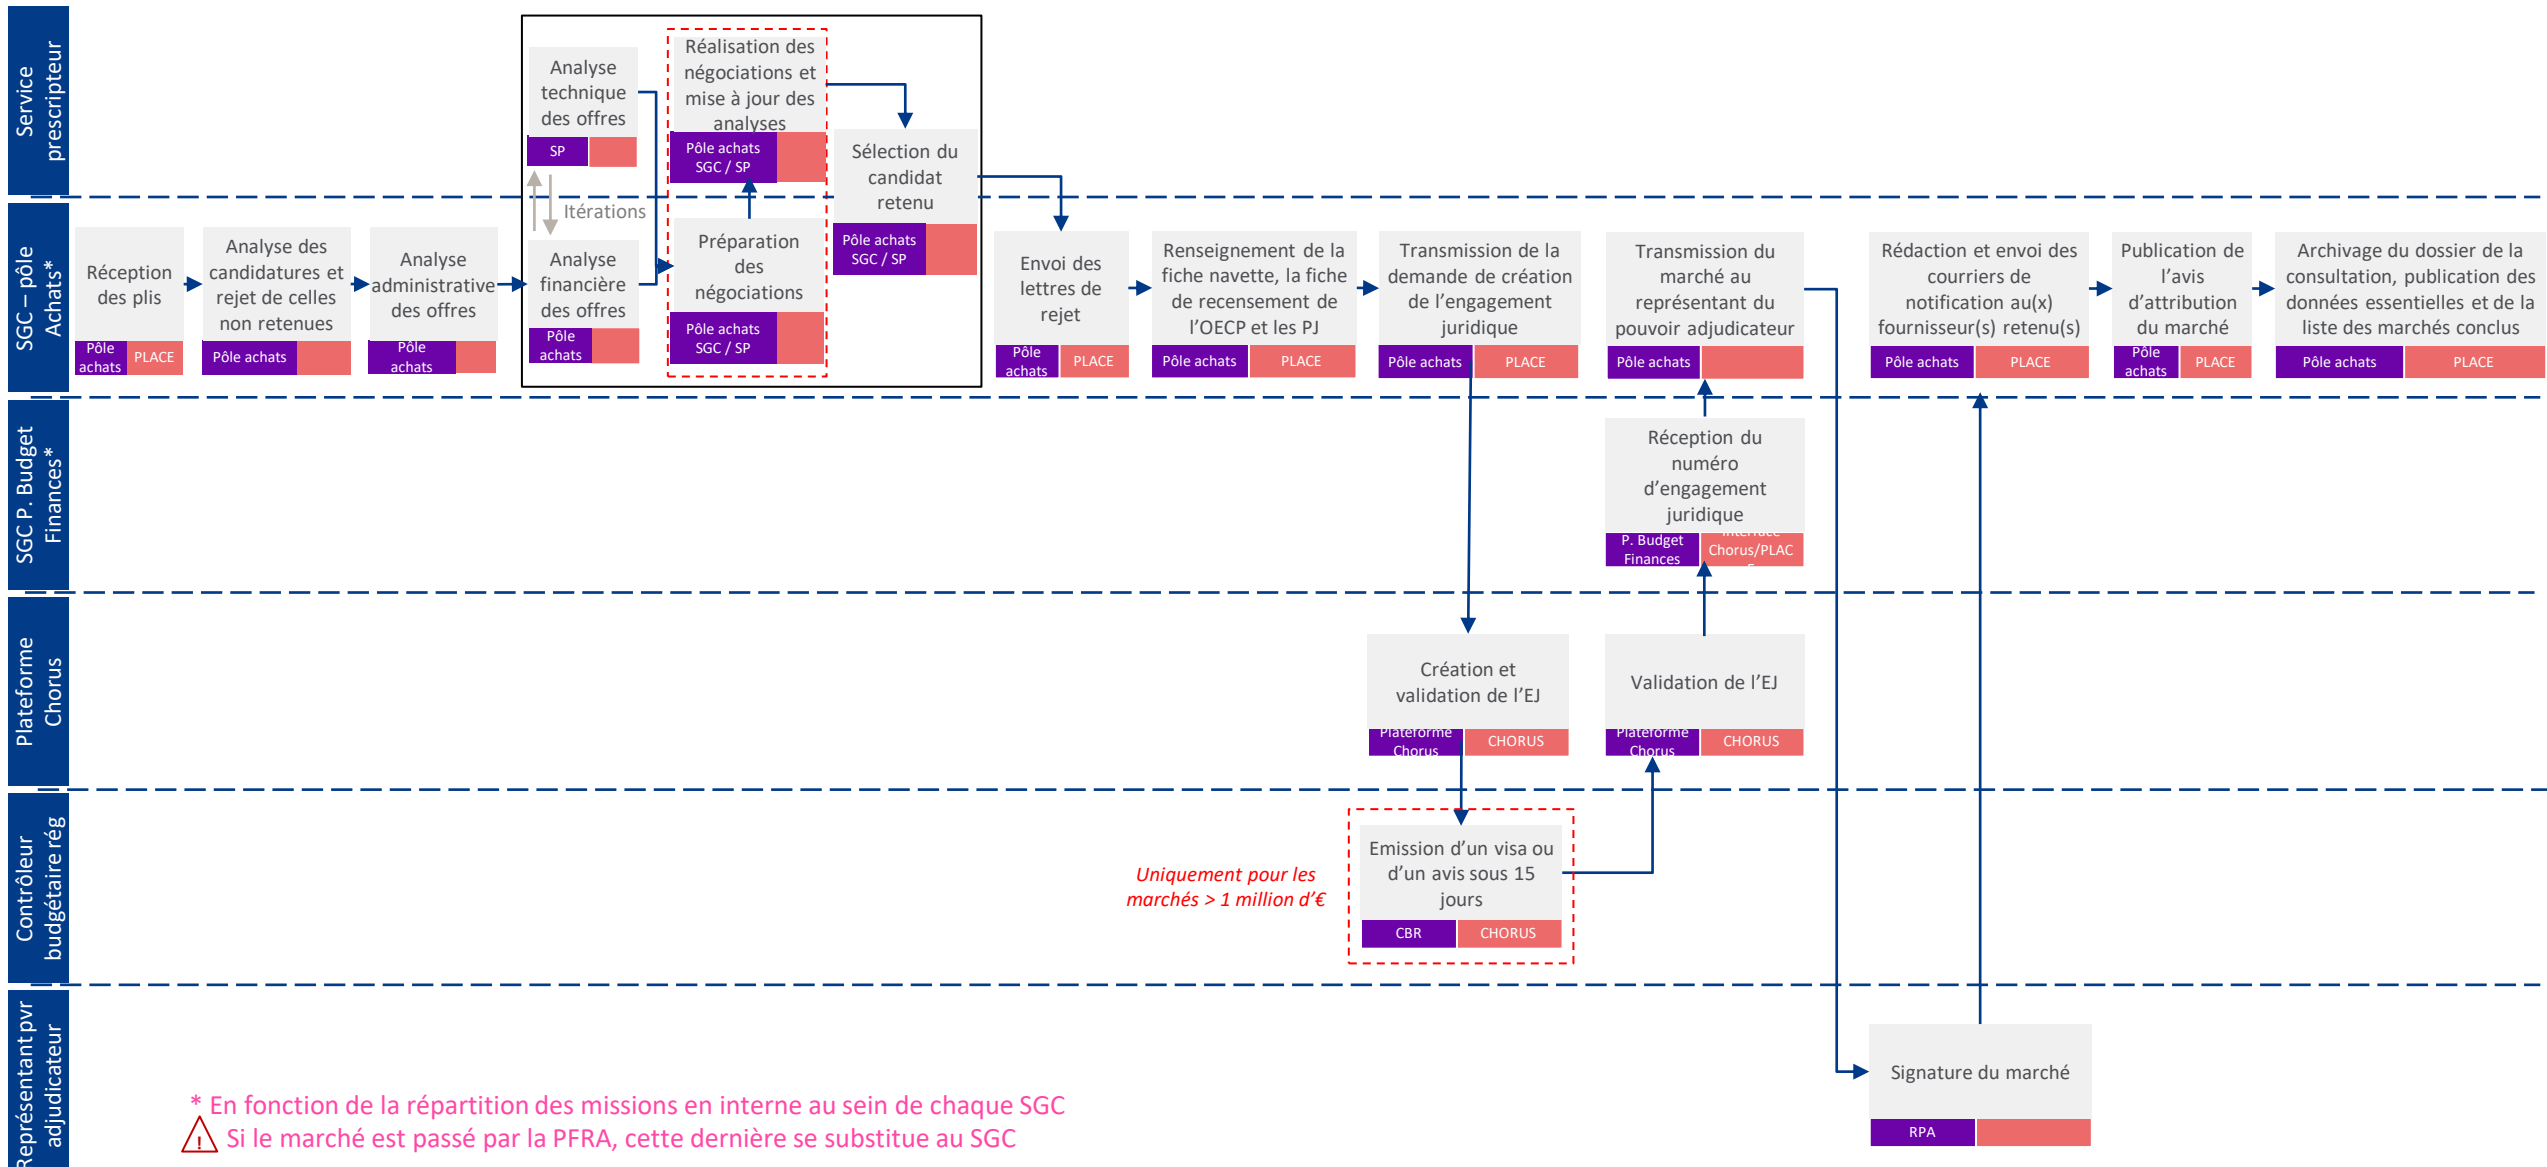 Service
prescripteur
Analyse
technique
des offres
SP
Réalisation des
négociations et
mise à jour des
analyses
Pôle achats
SGC / SP
Sélection du
candidat
retenu
Pôle achats
SGC / SP
Itérations
SGC – pôle
Achats*
Réception
des plis
Pôle
achats
PLACE
Analyse des
candidatures et
rejet de celles
non retenues
Pôle achats
Analyse
administrative
des offres
Pôle
achats
Analyse
financière
des offres
Pôle
achats
Préparation
des
négociations
Pôle achats
SGC / SP
Envoi des
lettres de
rejet
Pôle
achats
PLACE
Renseignement de la
fiche navette, la fiche
de recensement de
l’OECP et les PJ
Pôle achats
PLACE
Transmission de la
demande de création
de l’engagement
juridique
Pôle achats
PLACE
Transmission du
marché au
représentant du
pouvoir adjudicateur
Pôle achats
Rédaction et envoi des
courriers de
notification au(x)
fournisseur(s) retenu(s)
Pôle achats
PLACE
Publication de
l’avis
d’attribution
du marché
Pôle
achats
PLACE
Archivage du dossier de la
consultation, publication des
données essentielles et de la
liste des marchés conclus
Pôle achats
PLACE
SGC P. Budget
Finances*
Réception du
numéro
d’engagement
juridique
P. Budget
Finances
Interface
Chorus/PLAC
E
Plateforme
Chorus
Création et
validation de l’EJ
Plateforme
Chorus
CHORUS
Validation de l’EJ
Plateforme
Chorus
CHORUS
Contrôleur
budgétaire rég
Uniquement pour les
marchés > 1 million d’€
Emission d’un visa ou
d’un avis sous 15
jours
CBR
CHORUS
Représentant pvr
adjudicateur
Signature du marché
RPA
* En fonction de la répartition des missions en interne au sein de chaque SGC
! Si le marché est passé par la PFRA, cette dernière se substitue au SGC